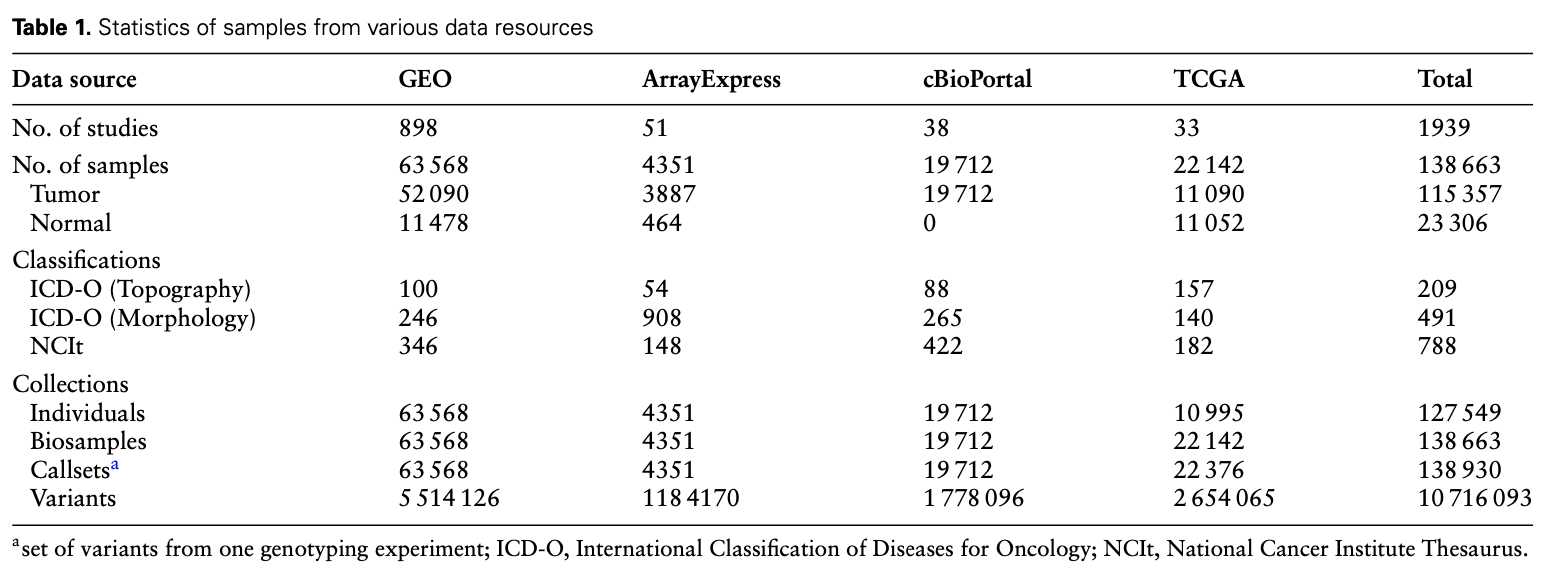 Table 1. Statistics of samples from various data resources
Data source GEO ArrayExpress cBioPortal TCGA Total
No. of studies 898 51 38 33 1939
No. of samples 63 568 4351 19 712 22 142 138 663
Tumor 52 090 3887 19 712 11 090 115 357
Normal 11 478 464 0 11 052 23 306
Classifications
ICD-O (Topography) 100 54 88 157 209
ICD-O (Morphology) 246 908 265 140 491
NCIt 346 148 422 182 788
Collections
Individuals 63 568 4351 19 712 10 995 127 549
Biosamples 63 568 4351 19 712 22 142 138 663
Callsetsa 63 568 4351 19 712 22 376 138 930
Variants 5 514 126 118 4170 1 778 096 2 654 065 10 716 093
aset of variants from one genotyping experiment; ICD-O, International Classification of Diseases for Oncology; NCIt, National Cancer Institute Thesaurus.